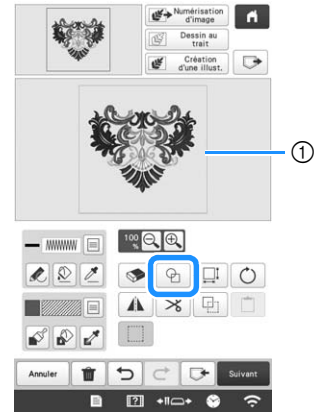 Numérisation
d'image
Dessin au
trait
Création
d'une illust.
①
100
%
Annuler
Suivant